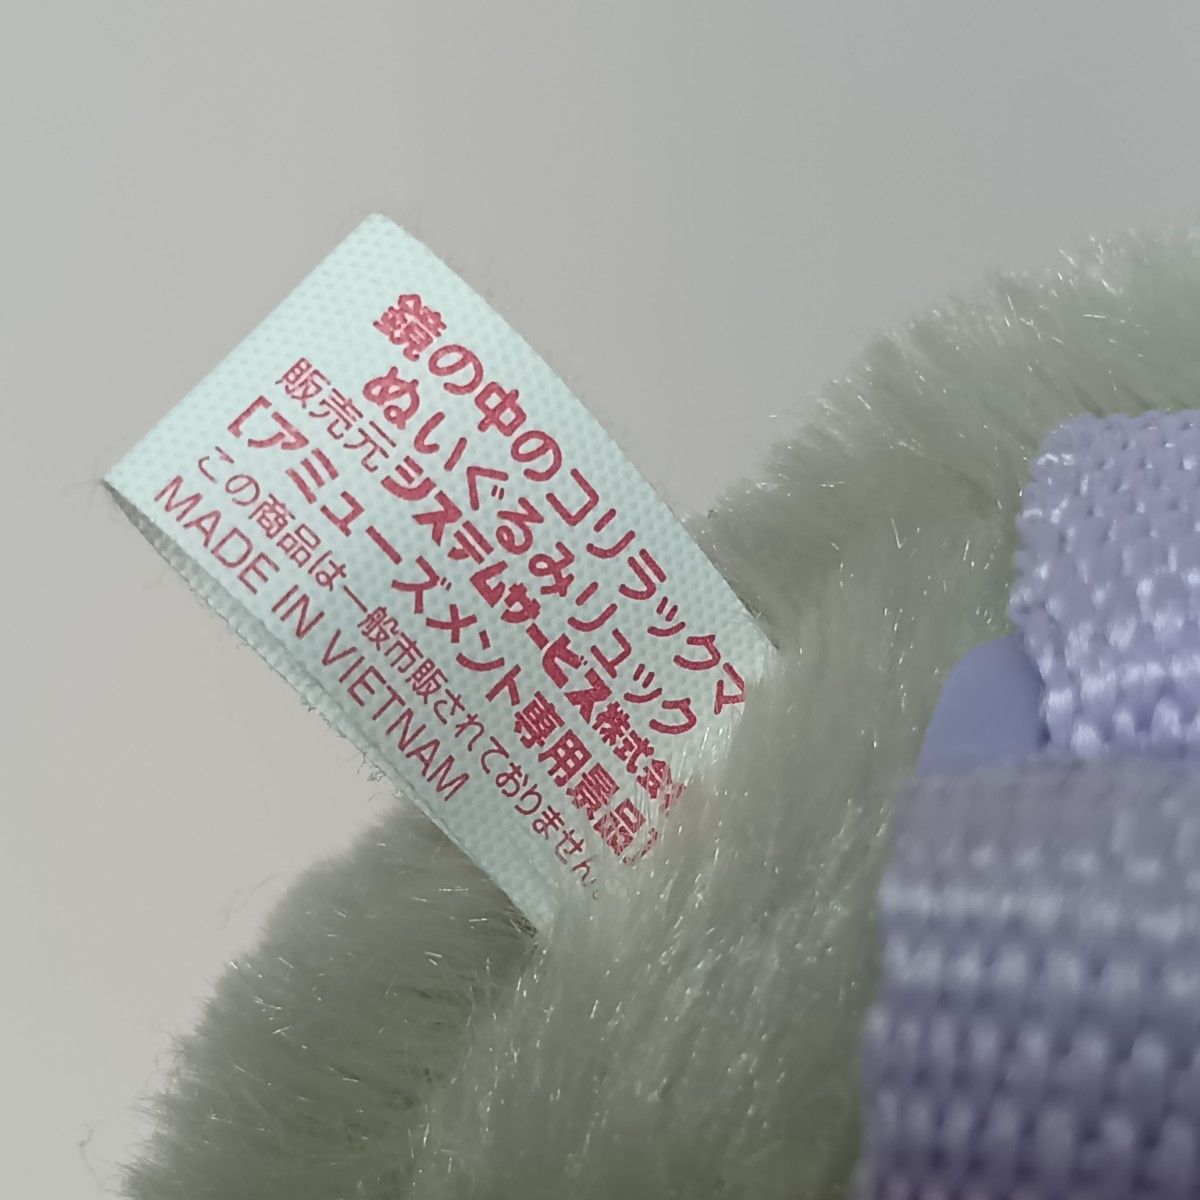 鏡の中のコリラックマ
ぬいぐるみリュック
販売元システムサービス株式会
[アミューズメント専用景品
この商品は一般市販されておりません。
MADE IN VIETNAM